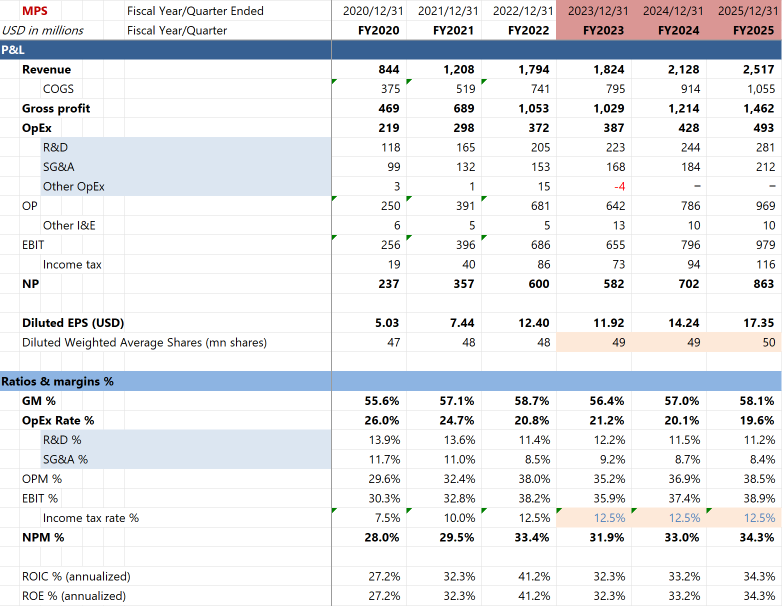 MPS Fiscal Year/Quarter Ended 2020/12/31 2021/12/31 2022/12/31 2023/12/31 2024/12/31 2025/12/31
USD in millions Fiscal Year/Quarter FY2020 FY2021 FY2022 FY2023 FY2024 FY2025
P&L
Revenue 844 1,208 1,794 1,824 2,128 2,517
COGS 375 519 741 795 914 1,055
Gross profit 469 689 1,053 1,029 1,214 1,462
OpEx 219 298 372 387 428 493
R&D 118 165 205 223 244 281
SG&A 99 132 153 168 184 212
Other OpEx 3 1 15 -4 – –
OP 250 391 681 642 786 969
Other I&E 6 5 5 13 10 10
EBIT 256 396 686 655 796 979
Income tax 19 40 86 73 94 116
NP 237 357 600 582 702 863
Diluted EPS (USD) 5.03 7.44 12.40 11.92 14.24 17.35
Diluted Weighted Average Shares (mn shares) 47 48 48 49 49 50
Ratios & margins %
GM % 55.6% 57.1% 58.7% 56.4% 57.0% 58.1%
OpEx Rate % 26.0% 24.7% 20.8% 21.2% 20.1% 19.6%
R&D % 13.9% 13.6% 11.4% 12.2% 11.5% 11.2%
SG&A % 11.7% 11.0% 8.5% 9.2% 8.7% 8.4%
OPM % 29.6% 32.4% 38.0% 35.2% 36.9% 38.5%
EBIT % 30.3% 32.8% 38.2% 35.9% 37.4% 38.9%
Income tax rate % 7.5% 10.0% 12.5% 12.5% 12.5% 12.5%
NPM % 28.0% 29.5% 33.4% 31.9% 33.0% 34.3%
ROIC % (annualized) 27.2% 32.3% 41.2% 32.3% 33.2% 34.3%
ROE % (annualized) 27.2% 32.3% 41.2% 32.3% 33.2% 34.3%